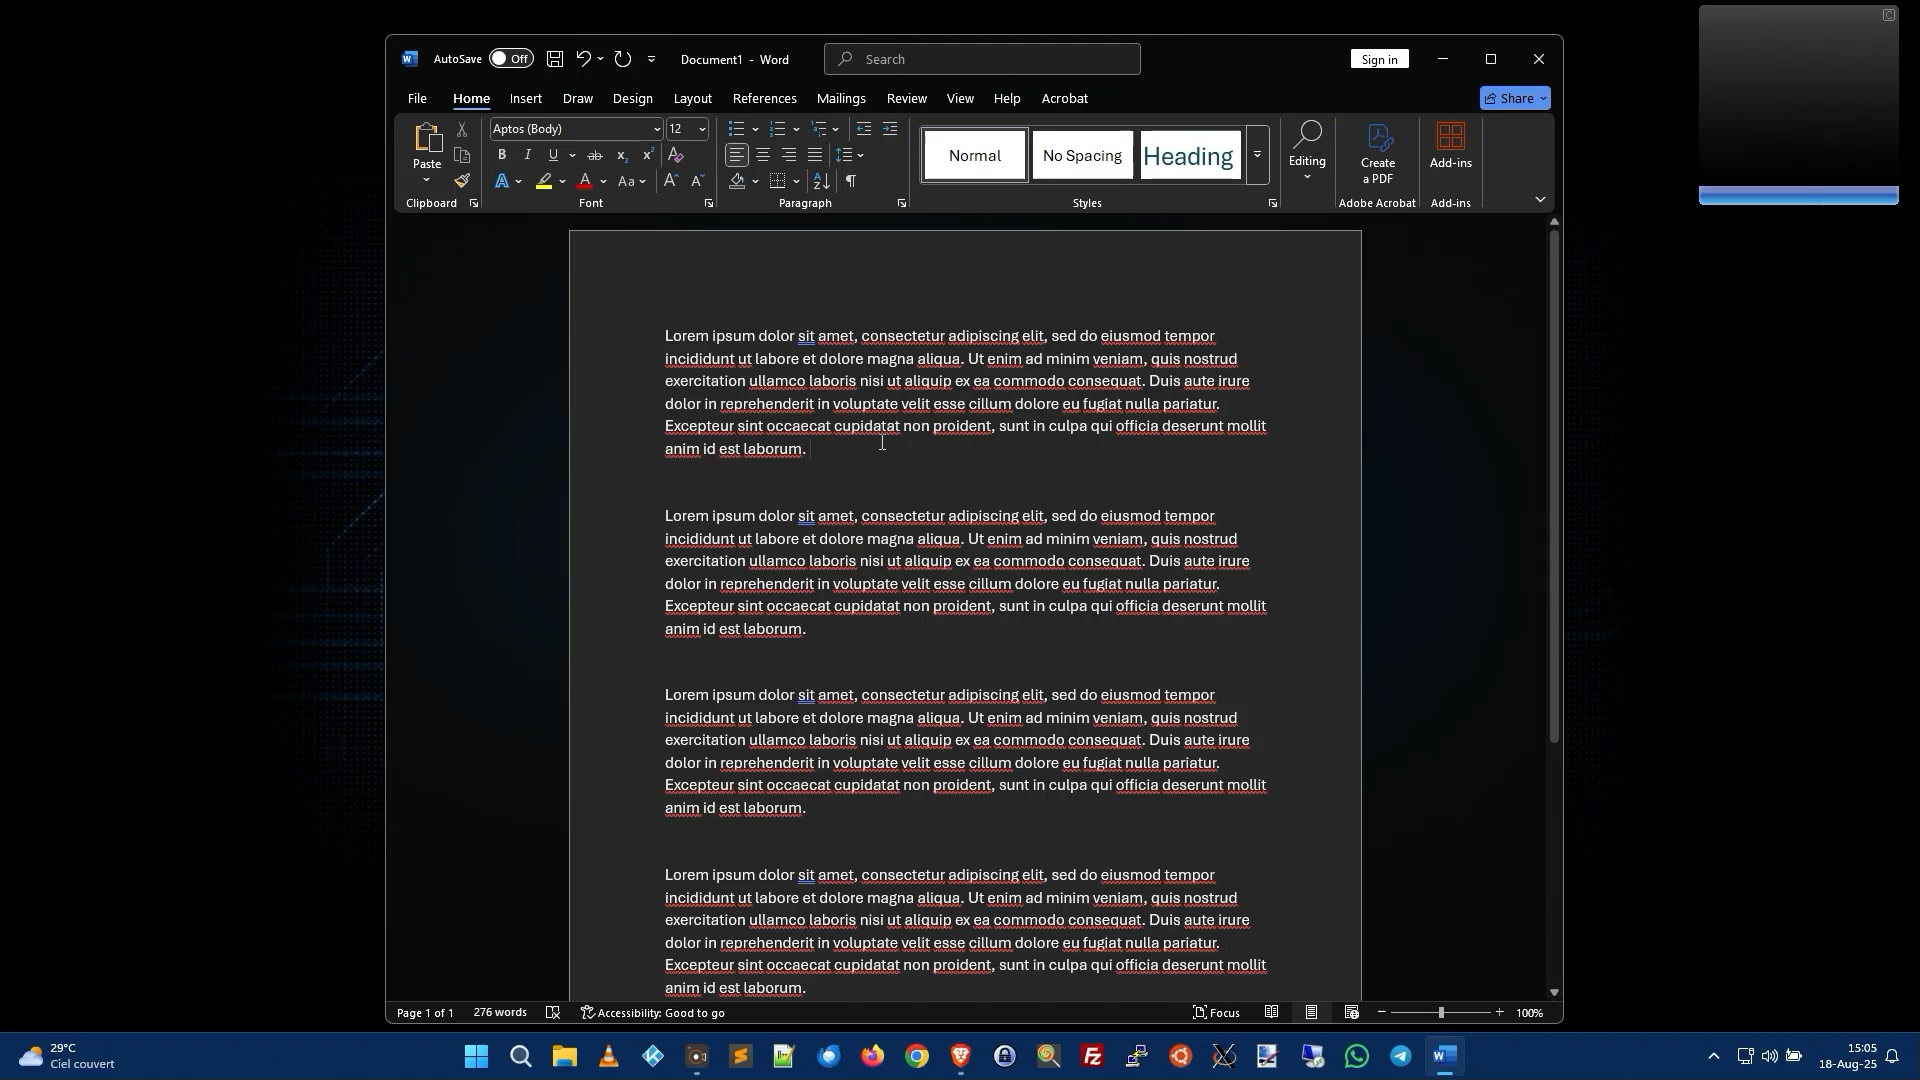 AutoSave Off Document1 - Word Search Sign in
File Home Insert Draw Design Layout References Mailings Review View Help Acrobat Share
Paste Aptos (Body) 12 Normal No Spacing Heading Editing Create a PDF Add-ins
Clipboard Font Paragraph Styles Adobe Acrobat Add-ins
Lorem ipsum dolor sit amet, consectetur adipiscing elit, sed do eiusmod tempor
incididunt ut labore et dolore magna aliqua. Ut enim ad minim veniam, quis nostrud
exercitation ullamco laboris nisi ut aliquip ex ea commodo consequat. Duis aute irure
dolor in reprehenderit in voluptate velit esse cillum dolore eu fugiat nulla pariatur.
Excepteur sint occaecat cupidatat non proident, sunt in culpa qui officia deserunt mollit
anim id est laborum.
Lorem ipsum dolor sit amet, consectetur adipiscing elit, sed do eiusmod tempor
incididunt ut labore et dolore magna aliqua. Ut enim ad minim veniam, quis nostrud
exercitation ullamco laboris nisi ut aliquip ex ea commodo consequat. Duis aute irure
dolor in reprehenderit in voluptate velit esse cillum dolore eu fugiat nulla pariatur.
Excepteur sint occaecat cupidatat non proident, sunt in culpa qui officia deserunt mollit
anim id est laborum.
Lorem ipsum dolor sit amet, consectetur adipiscing elit, sed do eiusmod tempor
incididunt ut labore et dolore magna aliqua. Ut enim ad minim veniam, quis nostrud
exercitation ullamco laboris nisi ut aliquip ex ea commodo consequat. Duis aute irure
dolor in reprehenderit in voluptate velit esse cillum dolore eu fugiat nulla pariatur.
Excepteur sint occaecat cupidatat non proident, sunt in culpa qui officia deserunt mollit
anim id est laborum.
Lorem ipsum dolor sit amet, consectetur adipiscing elit, sed do eiusmod tempor
incididunt ut labore et dolore magna aliqua. Ut enim ad minim veniam, quis nostrud
exercitation ullamco laboris nisi ut aliquip ex ea commodo consequat. Duis aute irure
dolor in reprehenderit in voluptate velit esse cillum dolore eu fugiat nulla pariatur.
Excepteur sint occaecat cupidatat non proident, sunt in culpa qui officia deserunt mollit
anim id est laborum.
Page 1 of 1 276 words Accessibility: Good to go Focus 100%
29°C
Ciel couvert
15:05
18-Aug-25